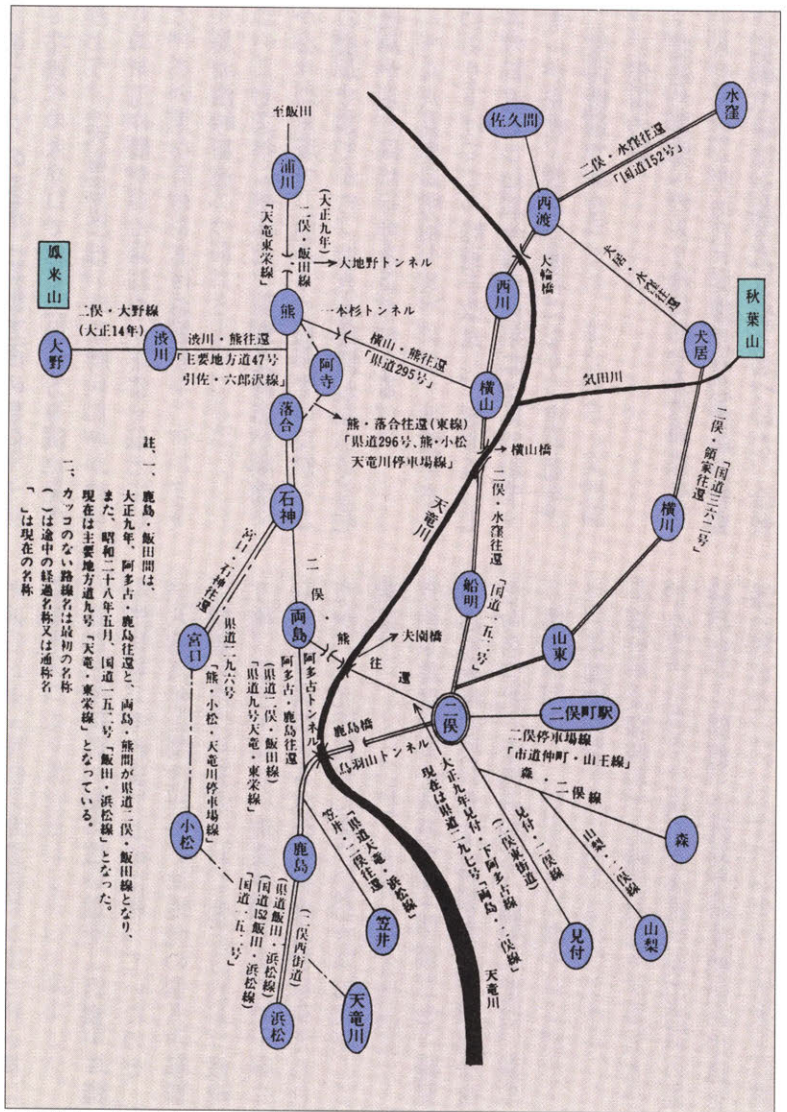 水窪
佐久間
二俣・水窪往還
「国道152号」
西渡
犬居・水窪往還
大輪橋
西川
秋葉山
犬居
気田川
至飯田
浦川
(大正九年)
二俣・飯田線
「天竜東栄線」
→大地野トンネル
鳳来山
二俣・大野線
(大正14年)
大野
渋川
渋川・熊往還
「主要地方道47号
引佐・六郎沢線」
熊
一本杉トンネル
横山・熊往還
「県道295号」
阿寺
横山
落合
熊・落合往還(東線)
「県道296号、熊・小松
天竜川停車場線」
横山橋
天竜川
二俣・水窪往還
「国道一五二号」
二俣・領家往還
「国道三六二号」
横川
石神
宮口・石神往還
船明
山東
両島
二俣・熊往還
夫園橋
宮口
県道二九六号
「熊・小松・天竜川停車場線」
阿多古トンネル
阿多古・鹿島往還
(県道二俣・飯田線)
「県道九号天竜・東栄線」
鹿島橋
鳥羽山トンネル
二俣
二俣町駅
二俣停車場線
「市道仲町・山王線」
森・二俣線
森
山梨・二俣線
山梨
見付・二俣線
(二俣東街道)
見付
大正九年見付・下阿多古線
現在は県道二九七号「両島・二俣線」
小松
鹿島
「県道天竜・浜松線」
笠井・二俣往還
笠井
(二俣西街道)
(県道飯田・浜松線)
(国道152飯田・浜松線)
「国道一五二号」
浜松
天竜川
天竜川
註、一、鹿島・飯田間は、
大正九年、阿多古・鹿島往還と、両島・熊間が県道二俣・飯田線となり、
また、昭和二十八年五月、国道一五二号「飯田・浜松線」となった。
現在は主要地方道九号「天竜・東栄線」となっている。
二、カッコのない路線名は最初の名称
( )は途中の経過名称又は通称名
「 」は現在の名称